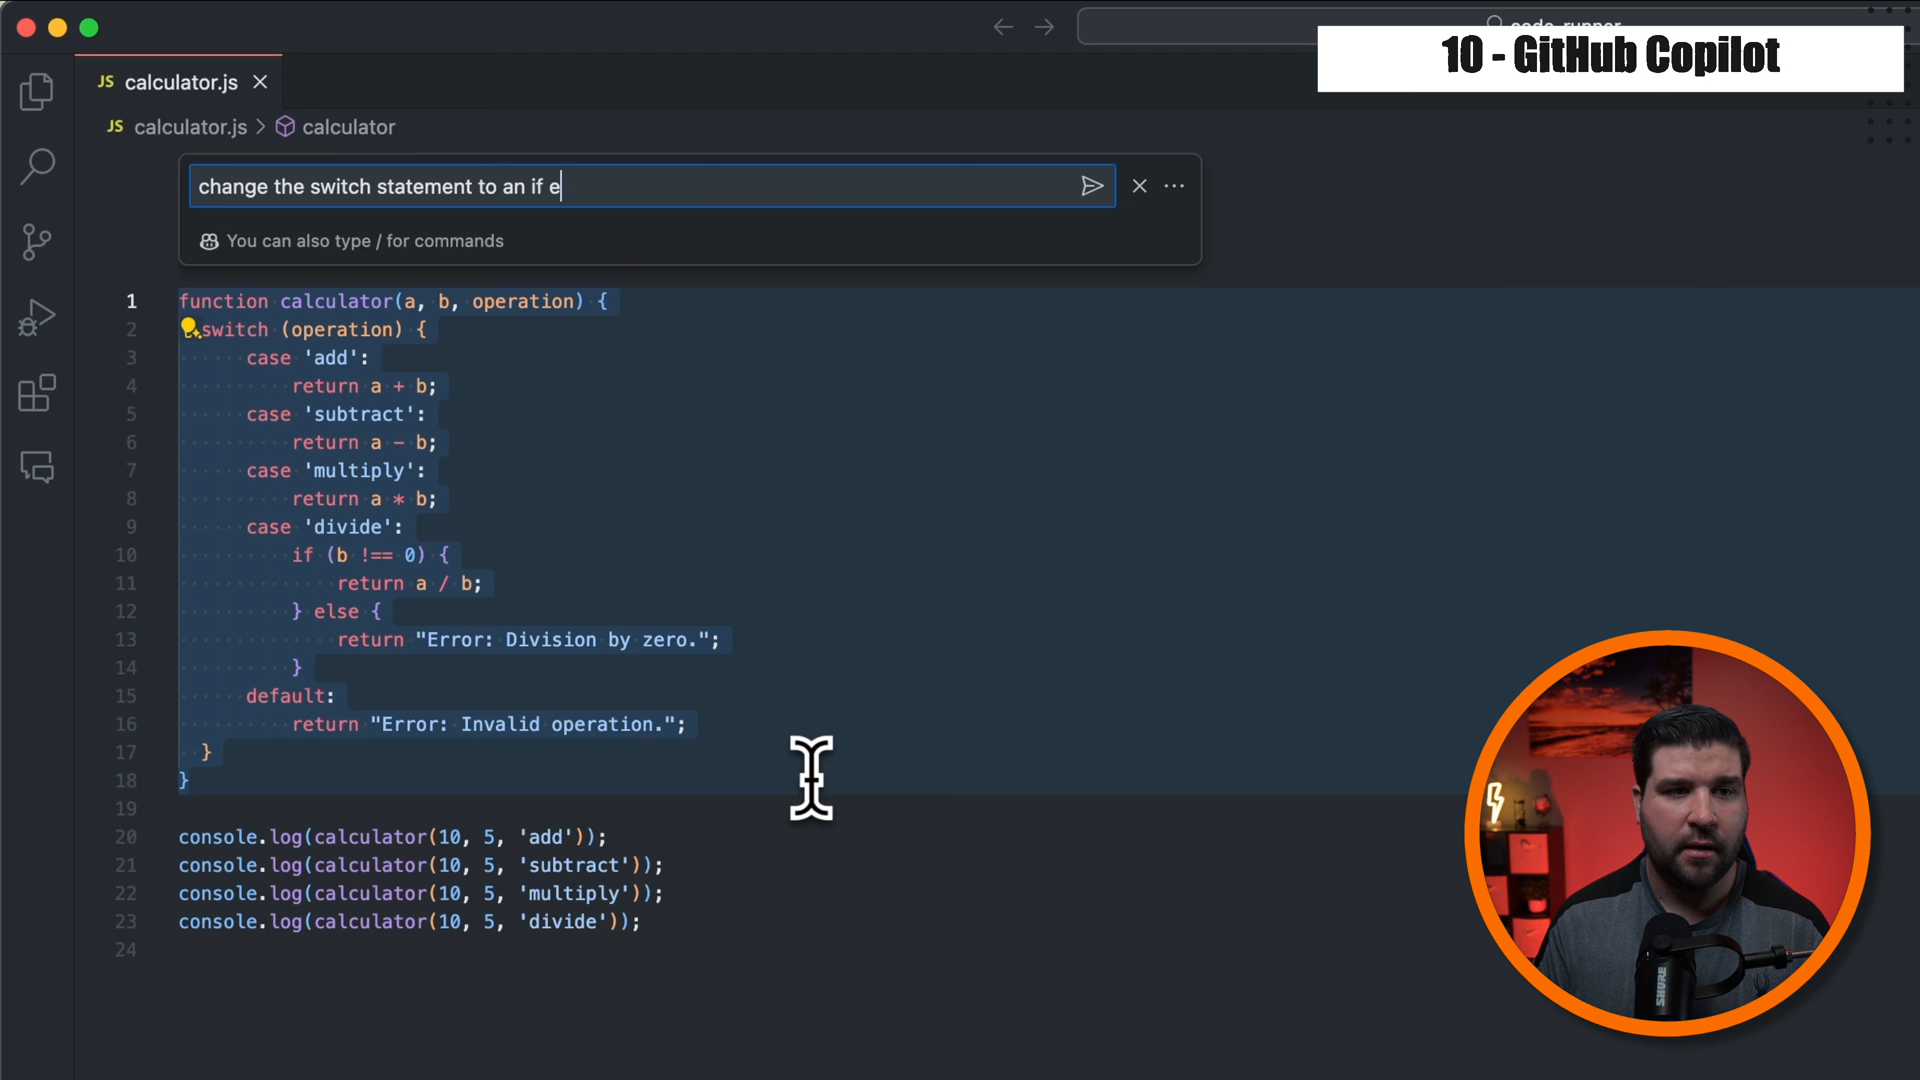 code_runner
10 - GitHub Copilot
JS calculator.js
JS calculator.js > calculator
change the switch statement to an if e
You can also type / for commands
1 function calculator(a, b, operation) {
2 switch (operation) {
3 case 'add':
4 return a + b;
5 case 'subtract':
6 return a - b;
7 case 'multiply':
8 return a * b;
9 case 'divide':
10 if (b !== 0) {
11 return a / b;
12 } else {
13 return "Error: Division by zero.";
14 }
15 default:
16 return "Error: Invalid operation.";
17 }
18 }
19
20 console.log(calculator(10, 5, 'add'));
21 console.log(calculator(10, 5, 'subtract'));
22 console.log(calculator(10, 5, 'multiply'));
23 console.log(calculator(10, 5, 'divide'));
24
SHURE